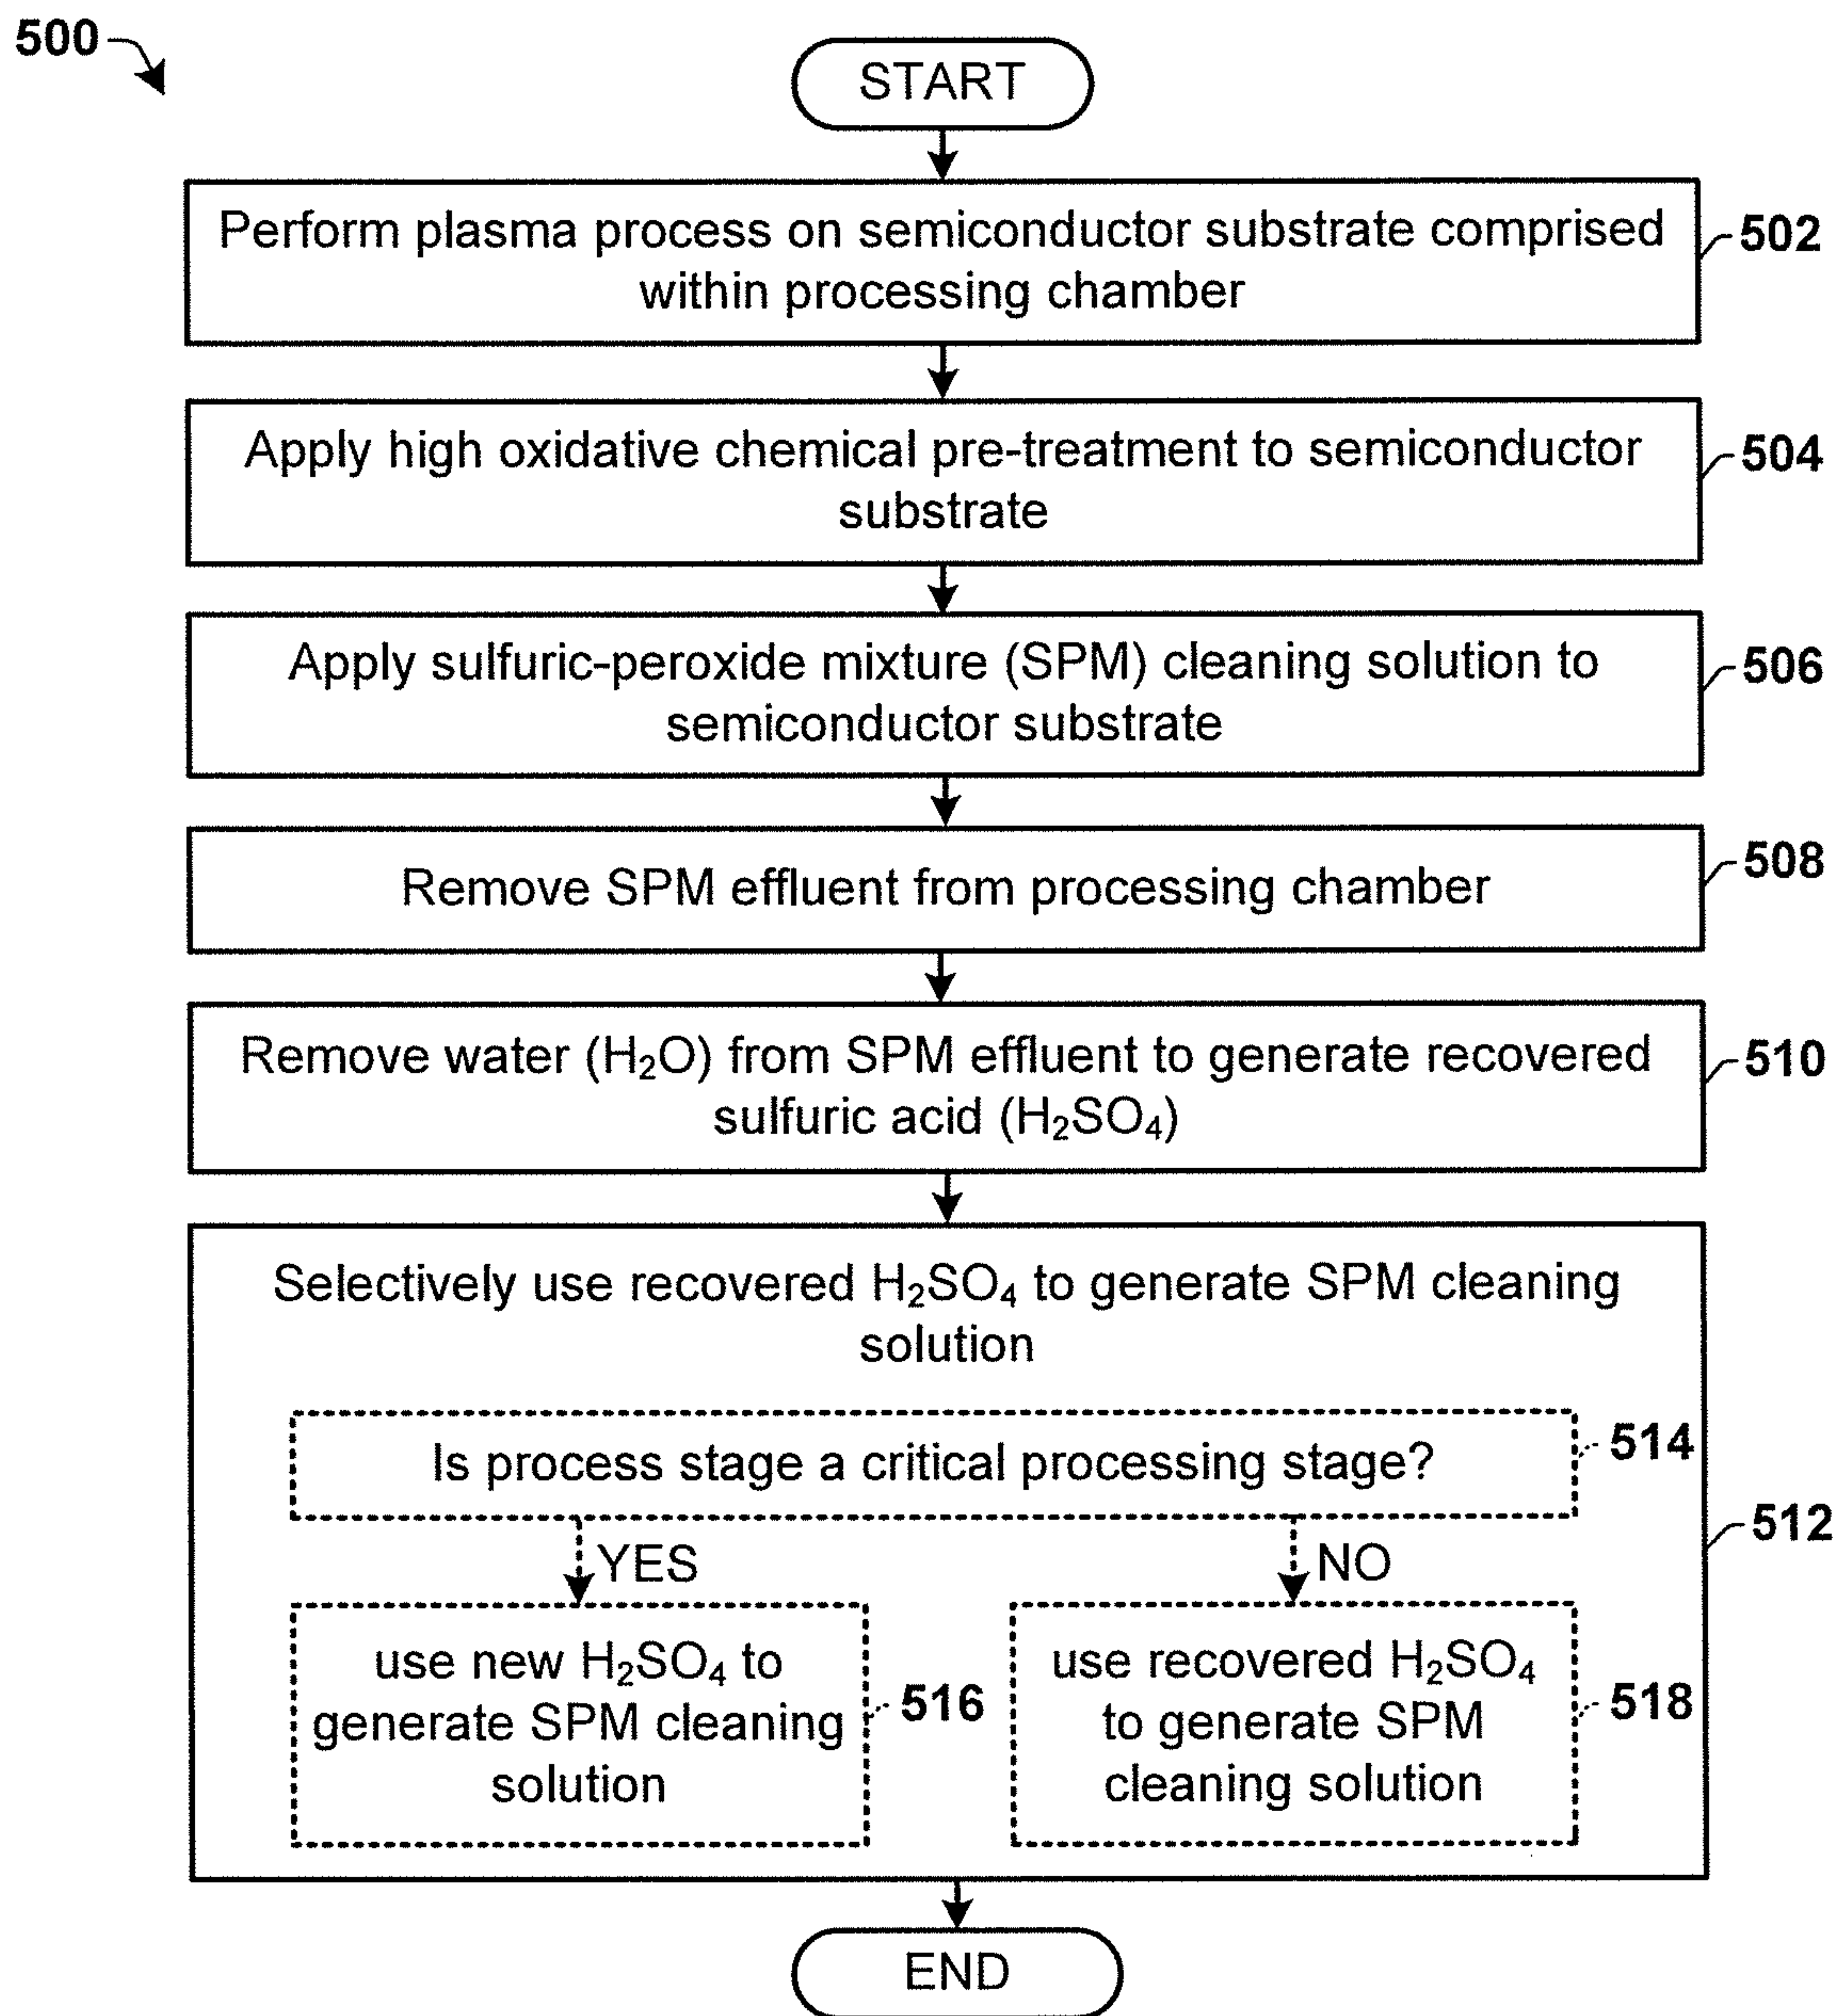 500
START
Perform plasma process on semiconductor substrate comprised
within processing chamber
502
Apply high oxidative chemical pre-treatment to semiconductor
substrate
504
Apply sulfuric-peroxide mixture (SPM) cleaning solution to
semiconductor substrate
506
Remove SPM effluent from processing chamber
508
Remove water (H₂O) from SPM effluent to generate recovered
sulfuric acid (H₂SO₄)
510
Selectively use recovered H₂SO₄ to generate SPM cleaning
solution
512
Is process stage a critical processing stage?
514
YES
NO
use new H₂SO₄ to
generate SPM cleaning
solution
516
use recovered H₂SO₄
to generate SPM
cleaning solution
518
END